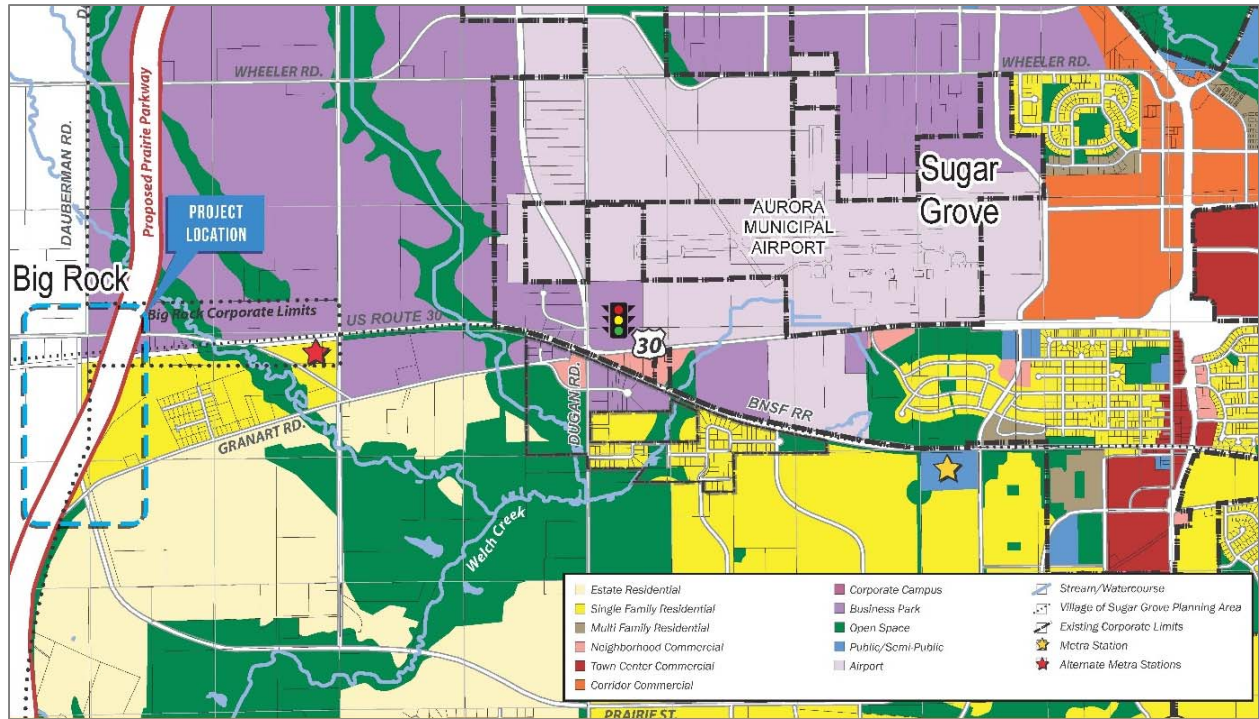 WHEELER RD.
WHEELER RD.
DAUBERMAN RD.
Proposed Prairie Parkway
PROJECT
LOCATION
Sugar
Grove
AURORA
MUNICIPAL
AIRPORT
Big Rock
Big Rock Corporate Limits
US ROUTE 30
30
DUGAN RD.
BNSF RR
GRANART RD.
Welch Creek
Estate Residential
Single Family Residential
Multi Family Residential
Neighborhood Commercial
Town Center Commercial
Corridor Commercial
Corporate Campus
Business Park
Open Space
Public/Semi-Public
Airport
Stream/Watercourse
Village of Sugar Grove Planning Area
Existing Corporate Limits
Metra Station
Alternate Metra Stations
PRAIRIE ST.